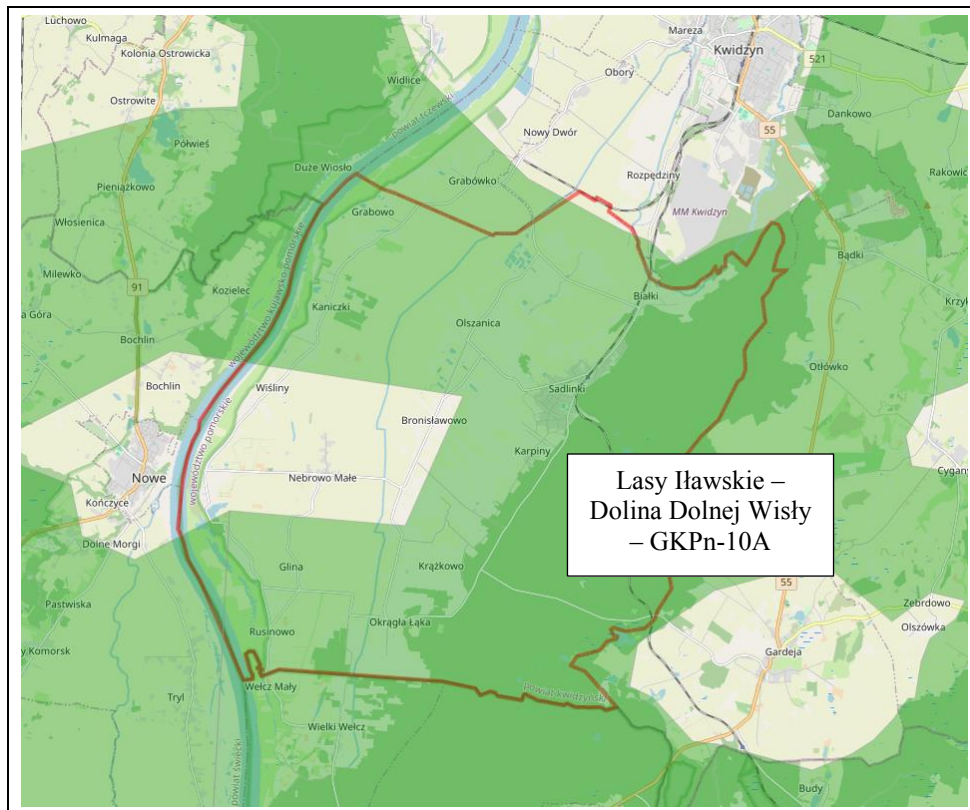 Luchowo
Kulmaga
Kolonia Ostrowicka
Mareza
Kwidzyn
Ostrowite
Widlice
Obory
521
powiat tczewski
Nowy Dwór
55
Dankowo
Półwieś
Duże Wiosło
Grabówko
Rozpędziny
Rakowic
Pieniążkowo
MM Kwidzyn
Włosienica
Grabowo
Milewko
91
Kozielec
województwo kujawsko-pomorskie
Kaniczki
Białki
Bądki
Krzyk
a Góra
Bochlin
Olszanica
Otłówko
Bochlin
Wiśliny
Sadlinki
województwo pomorskie
Bronisławowo
Karpiny
Nowe
Nebrowo Małe
Cygany
Kończyce
Lasy Iławskie –
Dolina Dolnej Wisły
– GKPn-10A
Dolne Morgi
Glina
Krążkowo
55
Pastwiska
Okrągła Łąka
Zebrdowo
Olszówka
Rusinowo
y Komorsk
Gardeja
Tryl
Wełcz Mały
powiat kwidzyński
Wielki Wełcz
powiat świecki
Budy